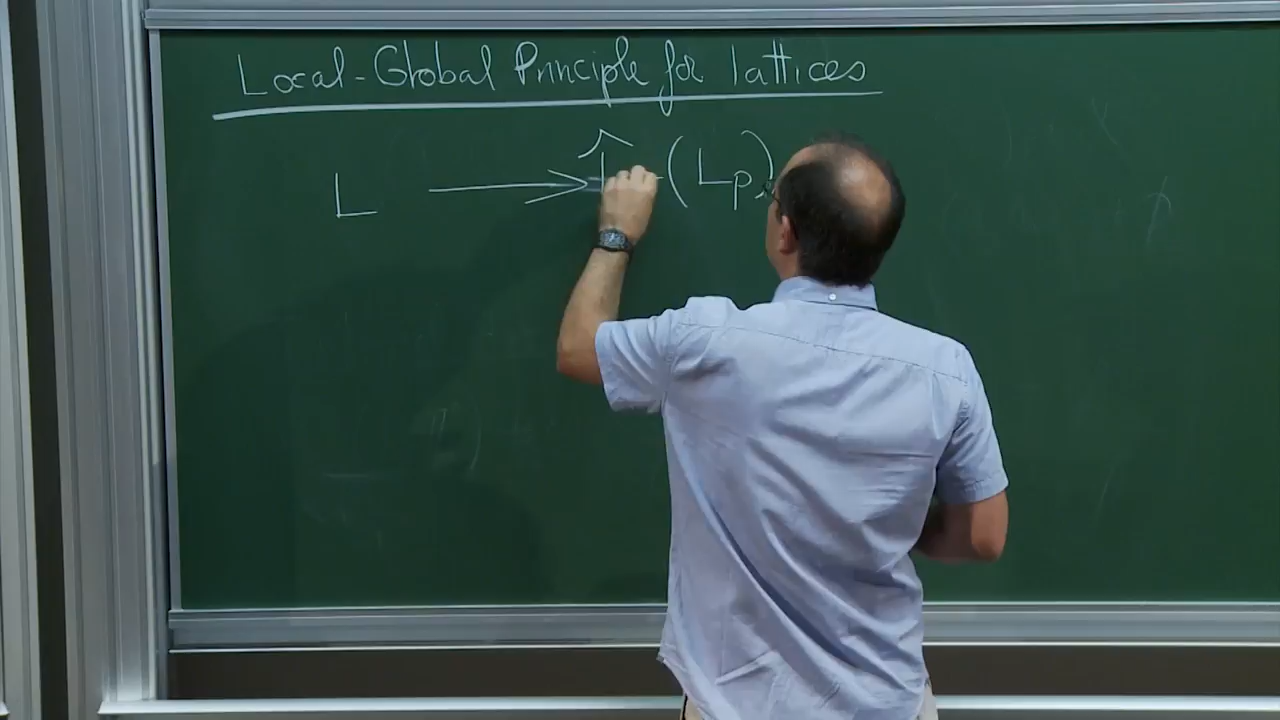 Local-Global Principle for lattices
L → L̂ = (Lp)